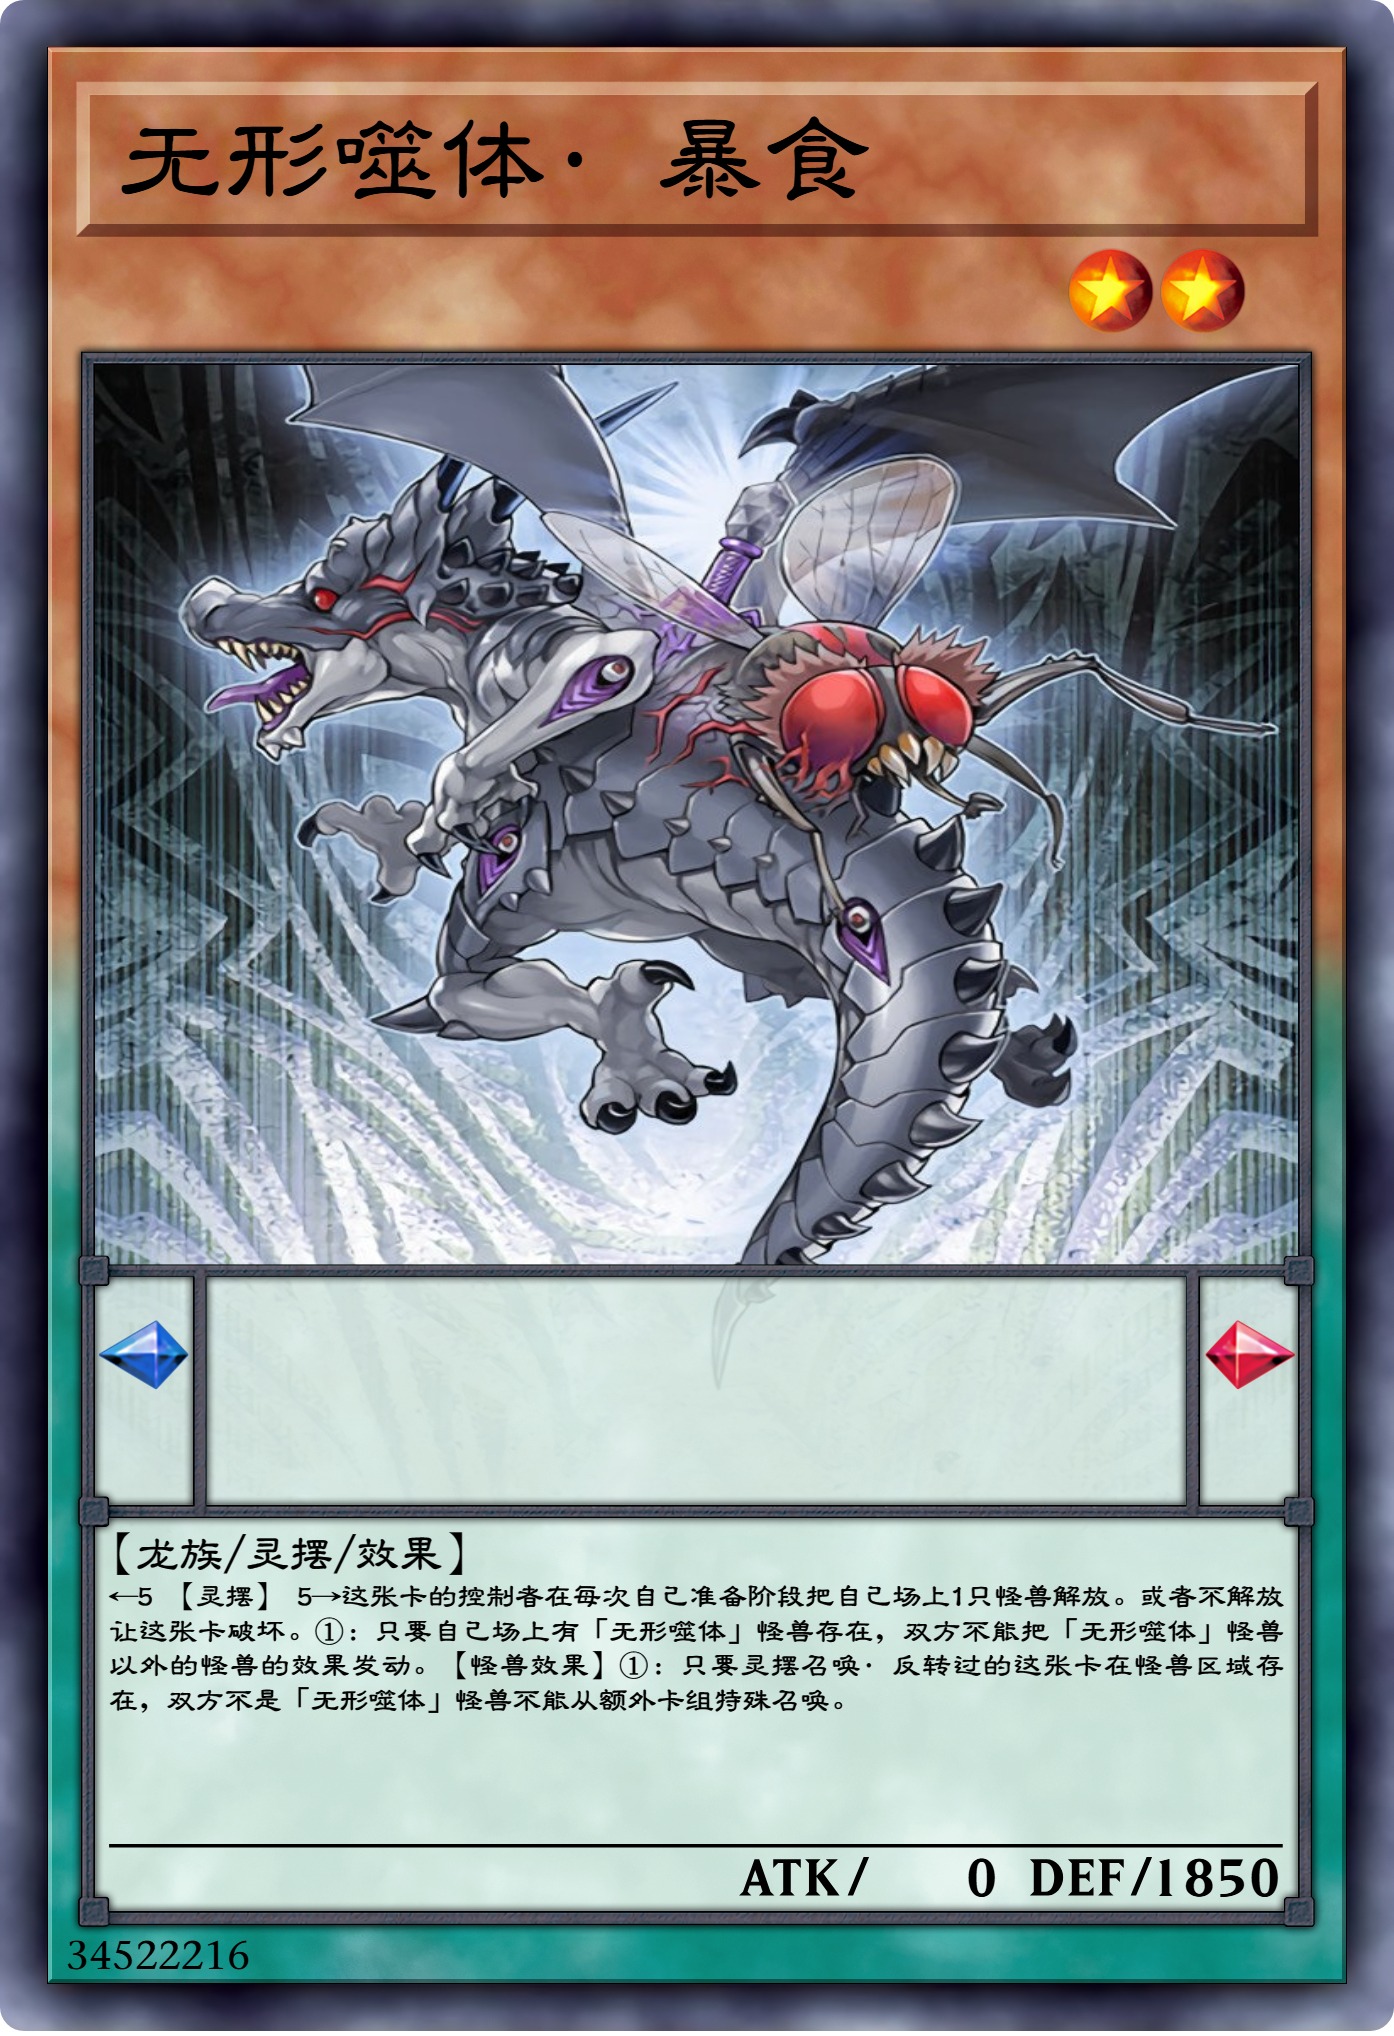 无形噬体·暴食
【龙族/灵摆/效果】
←5 【灵摆】 5→这张卡的控制者在每次自己准备阶段把自己场上1只怪兽解放。或者不解放
让这张卡破坏。①：只要自己场上有「无形噬体」怪兽存在，双方不能把「无形噬体」怪兽
以外的怪兽的效果发动。【怪兽效果】①：只要灵摆召唤·反转过的这张卡在怪兽区域存
在，双方不是「无形噬体」怪兽不能从额外卡组特殊召唤。
ATK/ 0 DEF/1850
34522216